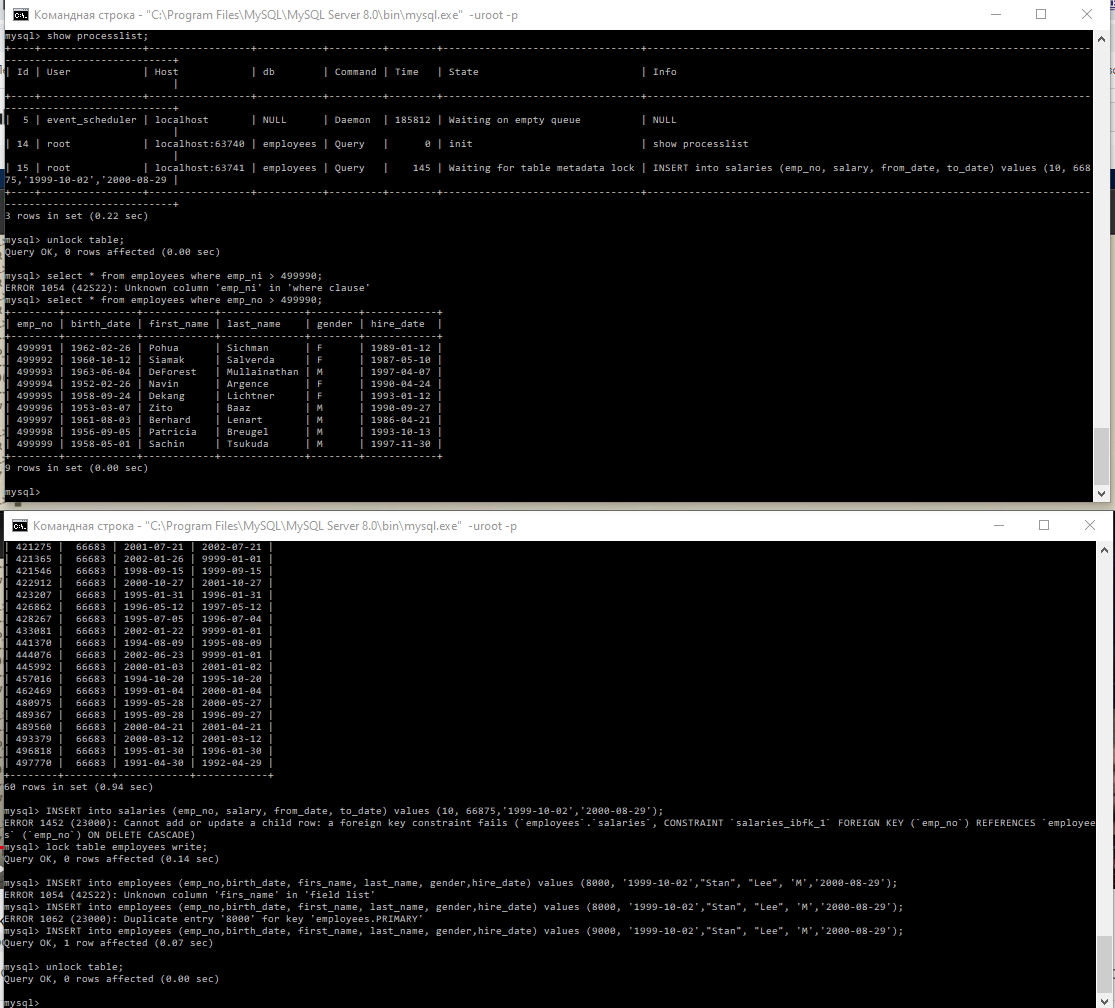 Командная строка - "C:\Program Files\MySQL\MySQL Server 8.0\bin\mysql.exe" -uroot -p
mysql> show processlist;
+----+-----------------+-----------------+-----------+---------+--------+---------------------------------+--------------------------------------------------------------------------
----------------------------+
| Id | User            | Host            | db        | Command | Time   | State                           | Info
                            |
+----+-----------------+-----------------+-----------+---------+--------+---------------------------------+--------------------------------------------------------------------------
----------------------------+
|  5 | event_scheduler | localhost       | NULL      | Daemon  | 185812 | Waiting on empty queue          | NULL
                            |
| 14 | root            | localhost:63740 | employees | Query   |      0 | init                            | show processlist
                            |
| 15 | root            | localhost:63741 | employees | Query   |    145 | Waiting for table metadata lock | INSERT into salaries (emp_no, salary, from_date, to_date) values (10, 668
75,'1999-10-02','2000-08-29 |
+----+-----------------+-----------------+-----------+---------+--------+---------------------------------+--------------------------------------------------------------------------
----------------------------+
3 rows in set (0.22 sec)
mysql> unlock table;
Query OK, 0 rows affected (0.00 sec)
mysql> select * from employees where emp_ni > 499990;
ERROR 1054 (42S22): Unknown column 'emp_ni' in 'where clause'
mysql> select * from employees where emp_no > 499990;
+--------+------------+------------+--------------+--------+------------+
| emp_no | birth_date | first_name | last_name    | gender | hire_date  |
+--------+------------+------------+--------------+--------+------------+
| 499991 | 1962-02-26 | Pohua      | Sichman      | F      | 1989-01-12 |
| 499992 | 1960-10-12 | Siamak     | Salverda     | F      | 1987-05-10 |
| 499993 | 1963-06-04 | DeForest   | Mullainathan | M      | 1997-04-07 |
| 499994 | 1952-02-26 | Navin      | Argence      | F      | 1990-04-24 |
| 499995 | 1958-09-24 | Dekang     | Lichtner     | F      | 1993-01-12 |
| 499996 | 1953-03-07 | Zito       | Baaz         | M      | 1990-09-27 |
| 499997 | 1961-08-03 | Berhard    | Lenart       | M      | 1986-04-21 |
| 499998 | 1956-09-05 | Patricia   | Breugel      | M      | 1993-10-13 |
| 499999 | 1958-05-01 | Sachin     | Tsukuda      | M      | 1997-11-30 |
+--------+------------+------------+--------------+--------+------------+
9 rows in set (0.00 sec)
mysql>
Командная строка - "C:\Program Files\MySQL\MySQL Server 8.0\bin\mysql.exe" -uroot -p
| 421275 |  66683 | 2001-07-21 | 2002-07-21 |
| 421365 |  66683 | 2002-01-26 | 9999-01-01 |
| 421546 |  66683 | 1998-09-15 | 1999-09-15 |
| 422912 |  66683 | 2000-10-27 | 2001-10-27 |
| 423207 |  66683 | 1995-01-31 | 1996-01-31 |
| 426862 |  66683 | 1996-05-12 | 1997-05-12 |
| 428267 |  66683 | 1995-07-05 | 1996-07-04 |
| 433081 |  66683 | 2002-01-22 | 9999-01-01 |
| 441370 |  66683 | 1994-08-09 | 1995-08-09 |
| 444076 |  66683 | 2002-06-23 | 9999-01-01 |
| 445992 |  66683 | 2000-01-03 | 2001-01-02 |
| 457016 |  66683 | 1994-10-20 | 1995-10-20 |
| 462469 |  66683 | 1999-01-04 | 2000-01-04 |
| 480975 |  66683 | 1999-05-28 | 2000-05-27 |
| 489367 |  66683 | 1995-09-28 | 1996-09-27 |
| 489560 |  66683 | 2000-04-21 | 2001-04-21 |
| 493379 |  66683 | 2000-03-12 | 2001-03-12 |
| 496818 |  66683 | 1995-01-30 | 1996-01-30 |
| 497770 |  66683 | 1991-04-30 | 1992-04-29 |
+--------+--------+------------+------------+
60 rows in set (0.94 sec)
mysql> INSERT into salaries (emp_no, salary, from_date, to_date) values (10, 66875,'1999-10-02','2000-08-29');
ERROR 1452 (23000): Cannot add or update a child row: a foreign key constraint fails (`employees`.`salaries`, CONSTRAINT `salaries_ibfk_1` FOREIGN KEY (`emp_no`) REFERENCES `employee
s` (`emp_no`) ON DELETE CASCADE)
mysql> lock table employees write;
Query OK, 0 rows affected (0.14 sec)
mysql> INSERT into employees (emp_no,birth_date, firs_name, last_name, gender,hire_date) values (8000, '1999-10-02',"Stan", "Lee", 'M','2000-08-29');
ERROR 1054 (42S22): Unknown column 'firs_name' in 'field list'
mysql> INSERT into employees (emp_no,birth_date, first_name, last_name, gender,hire_date) values (8000, '1999-10-02',"Stan", "Lee", 'M','2000-08-29');
ERROR 1062 (23000): Duplicate entry '8000' for key 'employees.PRIMARY'
mysql> INSERT into employees (emp_no,birth_date, first_name, last_name, gender,hire_date) values (9000, '1999-10-02',"Stan", "Lee", 'M','2000-08-29');
Query OK, 1 row affected (0.07 sec)
mysql> unlock table;
Query OK, 0 rows affected (0.00 sec)
mysql>